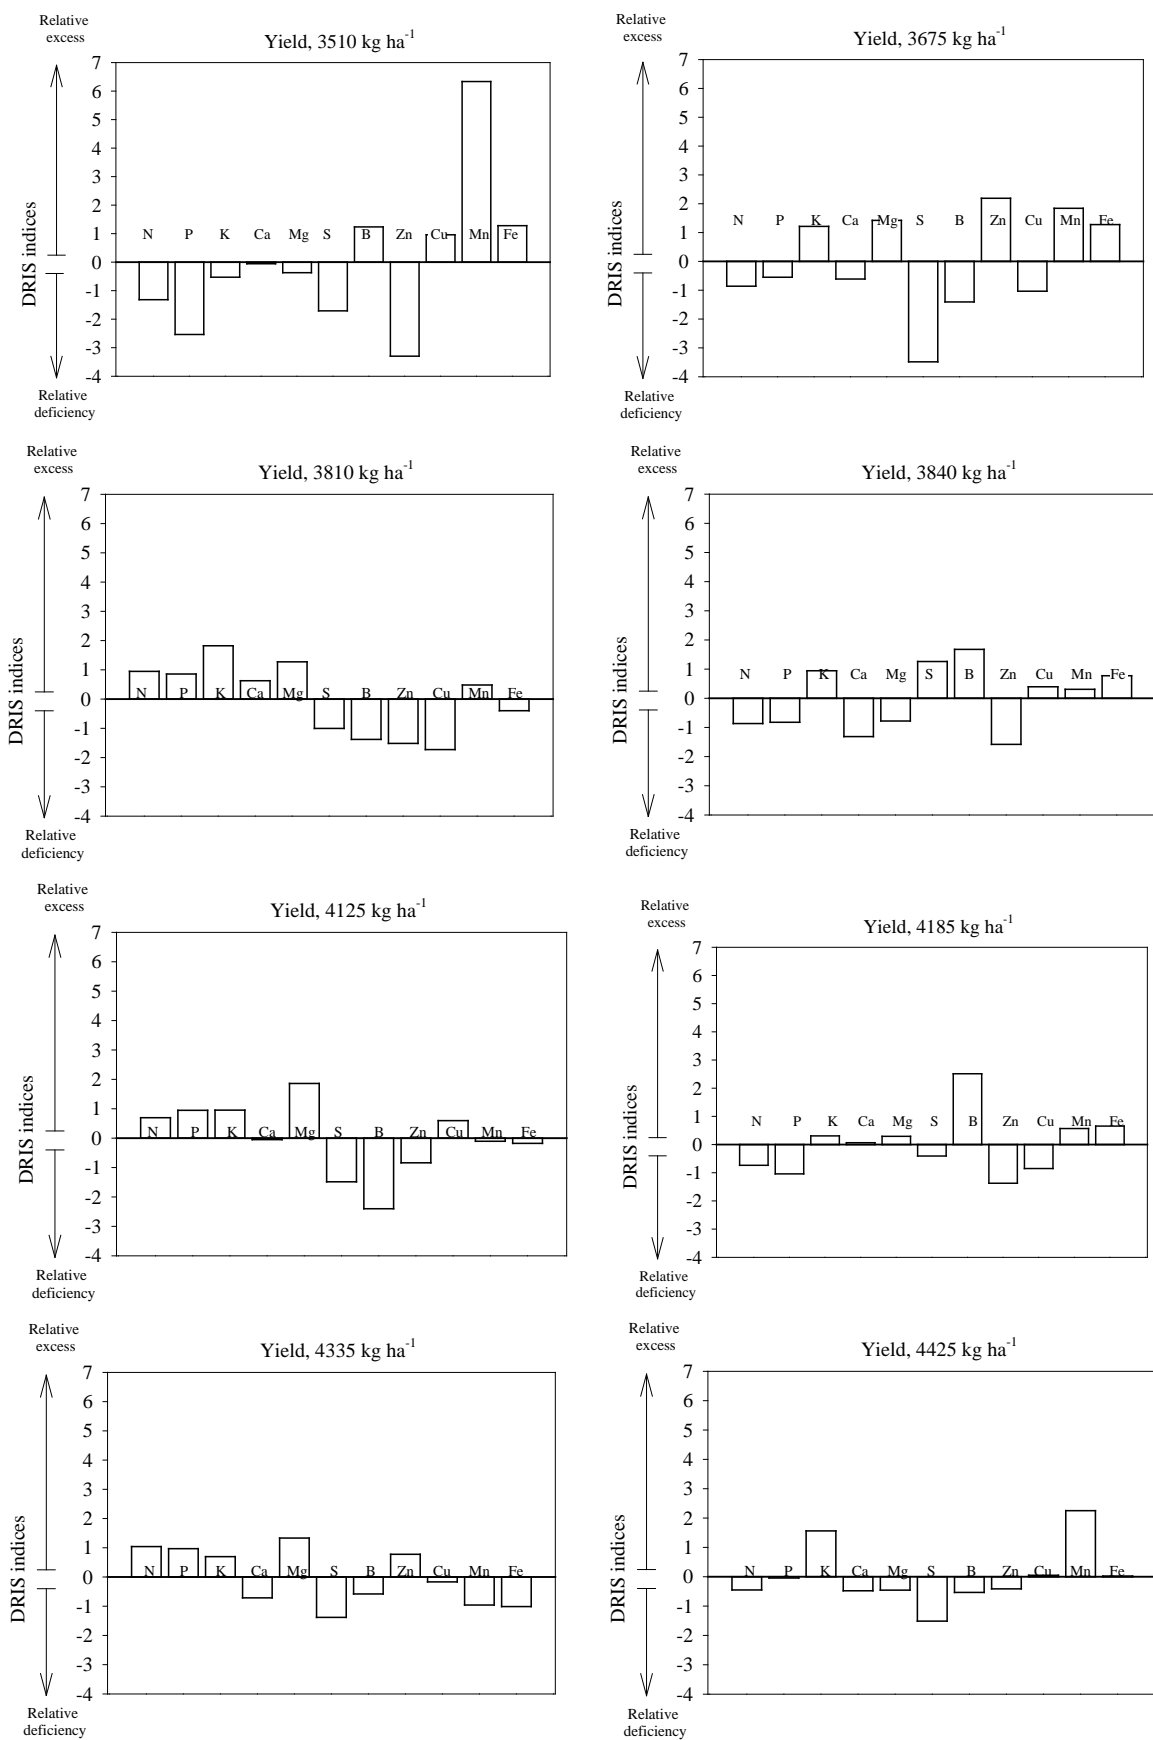 Relative
excess
Yield, 3510 kg ha-1
7
6
5
4
3
2
1
0
-1
-2
-3
-4
DRIS indices
N P K Ca Mg S B Zn Cu Mn Fe
Relative
deficiency
Relative
excess
Yield, 3675 kg ha-1
7
6
5
4
3
2
1
0
-1
-2
-3
-4
DRIS indices
N P K Ca Mg S B Zn Cu Mn Fe
Relative
deficiency
Relative
excess
Yield, 3810 kg ha-1
7
6
5
4
3
2
1
0
-1
-2
-3
-4
DRIS indices
N P K Ca Mg S B Zn Cu Mn Fe
Relative
deficiency
Relative
excess
Yield, 3840 kg ha-1
7
6
5
4
3
2
1
0
-1
-2
-3
-4
DRIS indices
N P K Ca Mg S B Zn Cu Mn Fe
Relative
deficiency
Relative
excess
Yield, 4125 kg ha-1
7
6
5
4
3
2
1
0
-1
-2
-3
-4
DRIS indices
N P K Ca Mg S B Zn Cu Mn Fe
Relative
deficiency
Relative
excess
Yield, 4185 kg ha-1
7
6
5
4
3
2
1
0
-1
-2
-3
-4
DRIS indices
N P K Ca Mg S B Zn Cu Mn Fe
Relative
deficiency
Relative
excess
Yield, 4335 kg ha-1
7
6
5
4
3
2
1
0
-1
-2
-3
-4
DRIS indices
N P K Ca Mg S B Zn Cu Mn Fe
Relative
deficiency
Relative
excess
Yield, 4425 kg ha-1
7
6
5
4
3
2
1
0
-1
-2
-3
-4
DRIS indices
N P K Ca Mg S B Zn Cu Mn Fe
Relative
deficiency